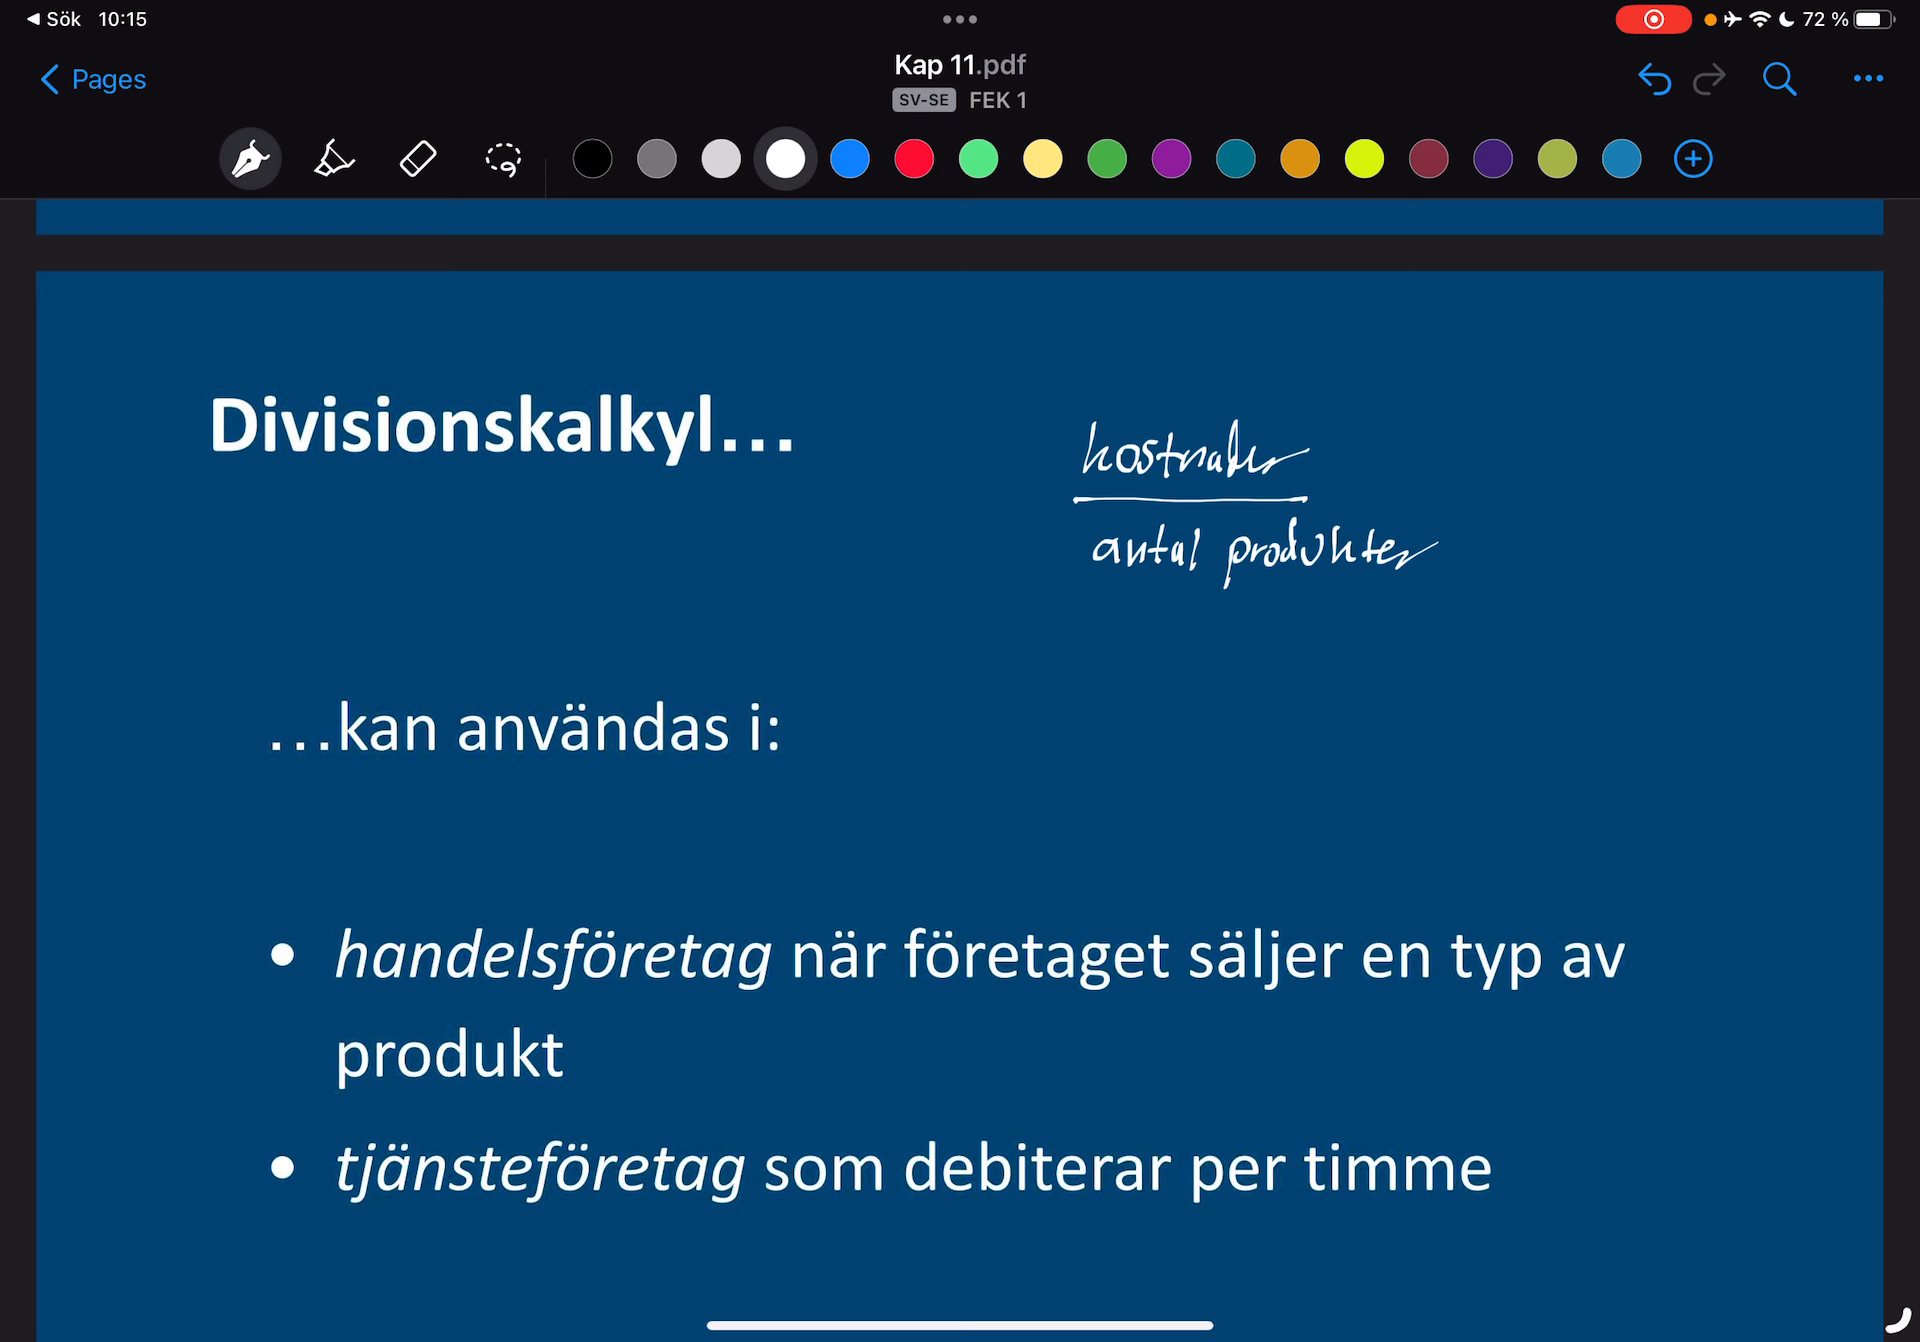 Sök 10:15
72 %
Pages
Kap 11.pdf
SV-SE FEK 1
Divisionskalkyl...
kostnader
antal produkter
...kan användas i:
• handelsföretag när företaget säljer en typ av
produkt
• tjänsteföretag som debiterar per timme